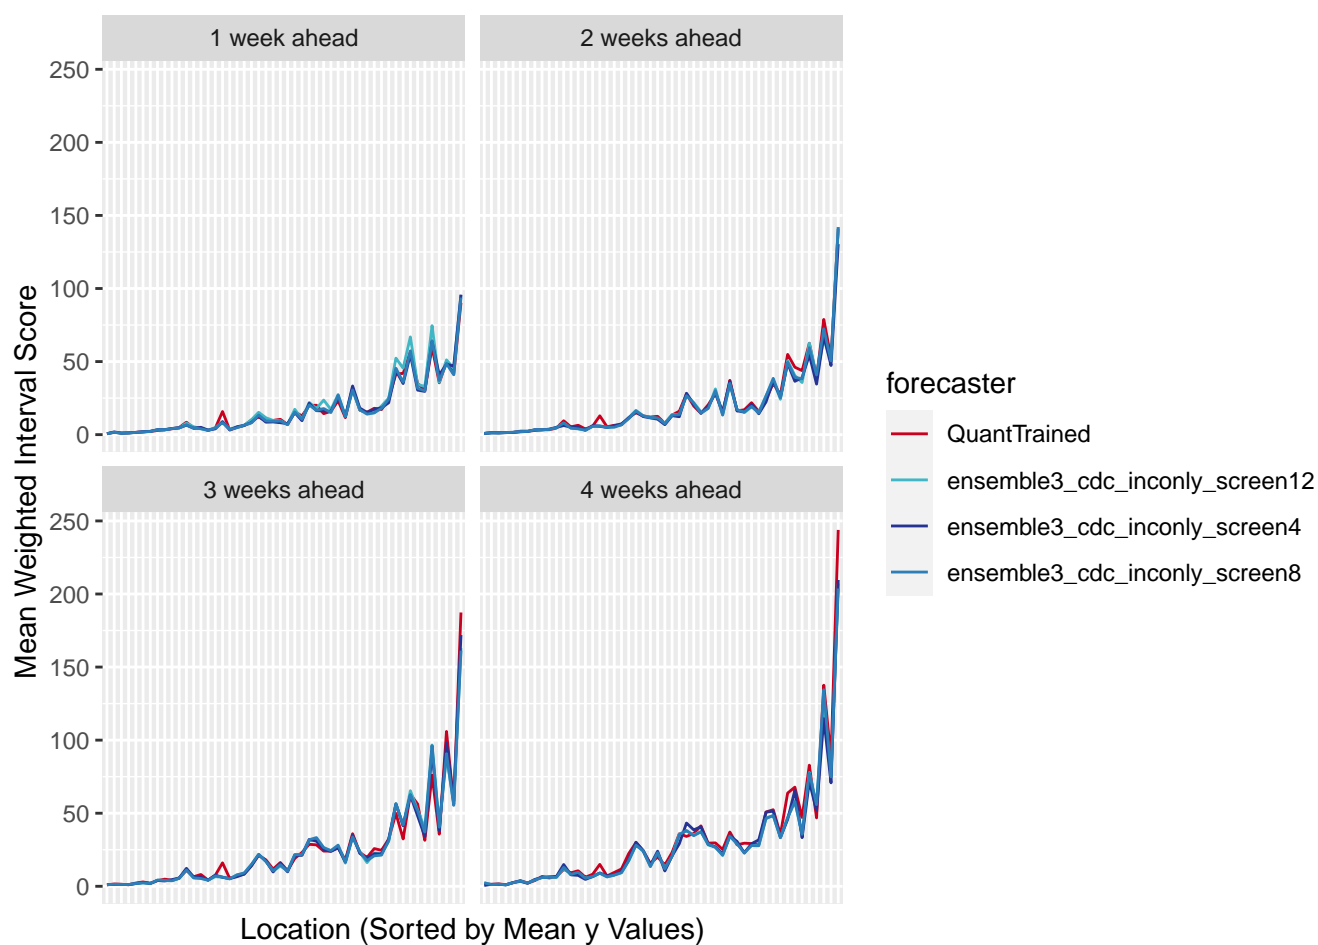 1 week ahead
2 weeks ahead
250
200
150
100
50
0
3 weeks ahead
4 weeks ahead
250
200
150
100
50
0
Mean Weighted Interval Score
Location (Sorted by Mean y Values)
forecaster
QuantTrained
ensemble3_cdc_inconly_screen12
ensemble3_cdc_inconly_screen4
ensemble3_cdc_inconly_screen8